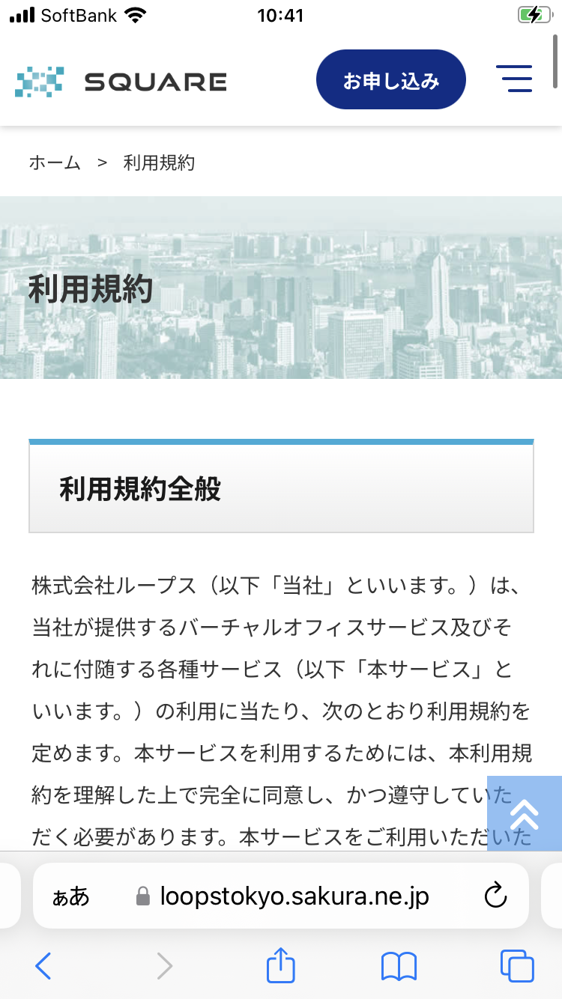 SoftBank 10:41
SQUARE お申し込み
ホーム > 利用規約
利用規約
利用規約全般
株式会社ループス（以下「当社」といいます。）は、
当社が提供するバーチャルオフィスサービス及びそ
れに付随する各種サービス（以下「本サービス」と
いいます。）の利用に当たり、次のとおり利用規約を
定めます。本サービスを利用するためには、本利用規
約を理解した上で完全に同意し、かつ遵守していた
だく必要があります。本サービスをご利用いただいた
ぁあ loopstokyo.sakura.ne.jp